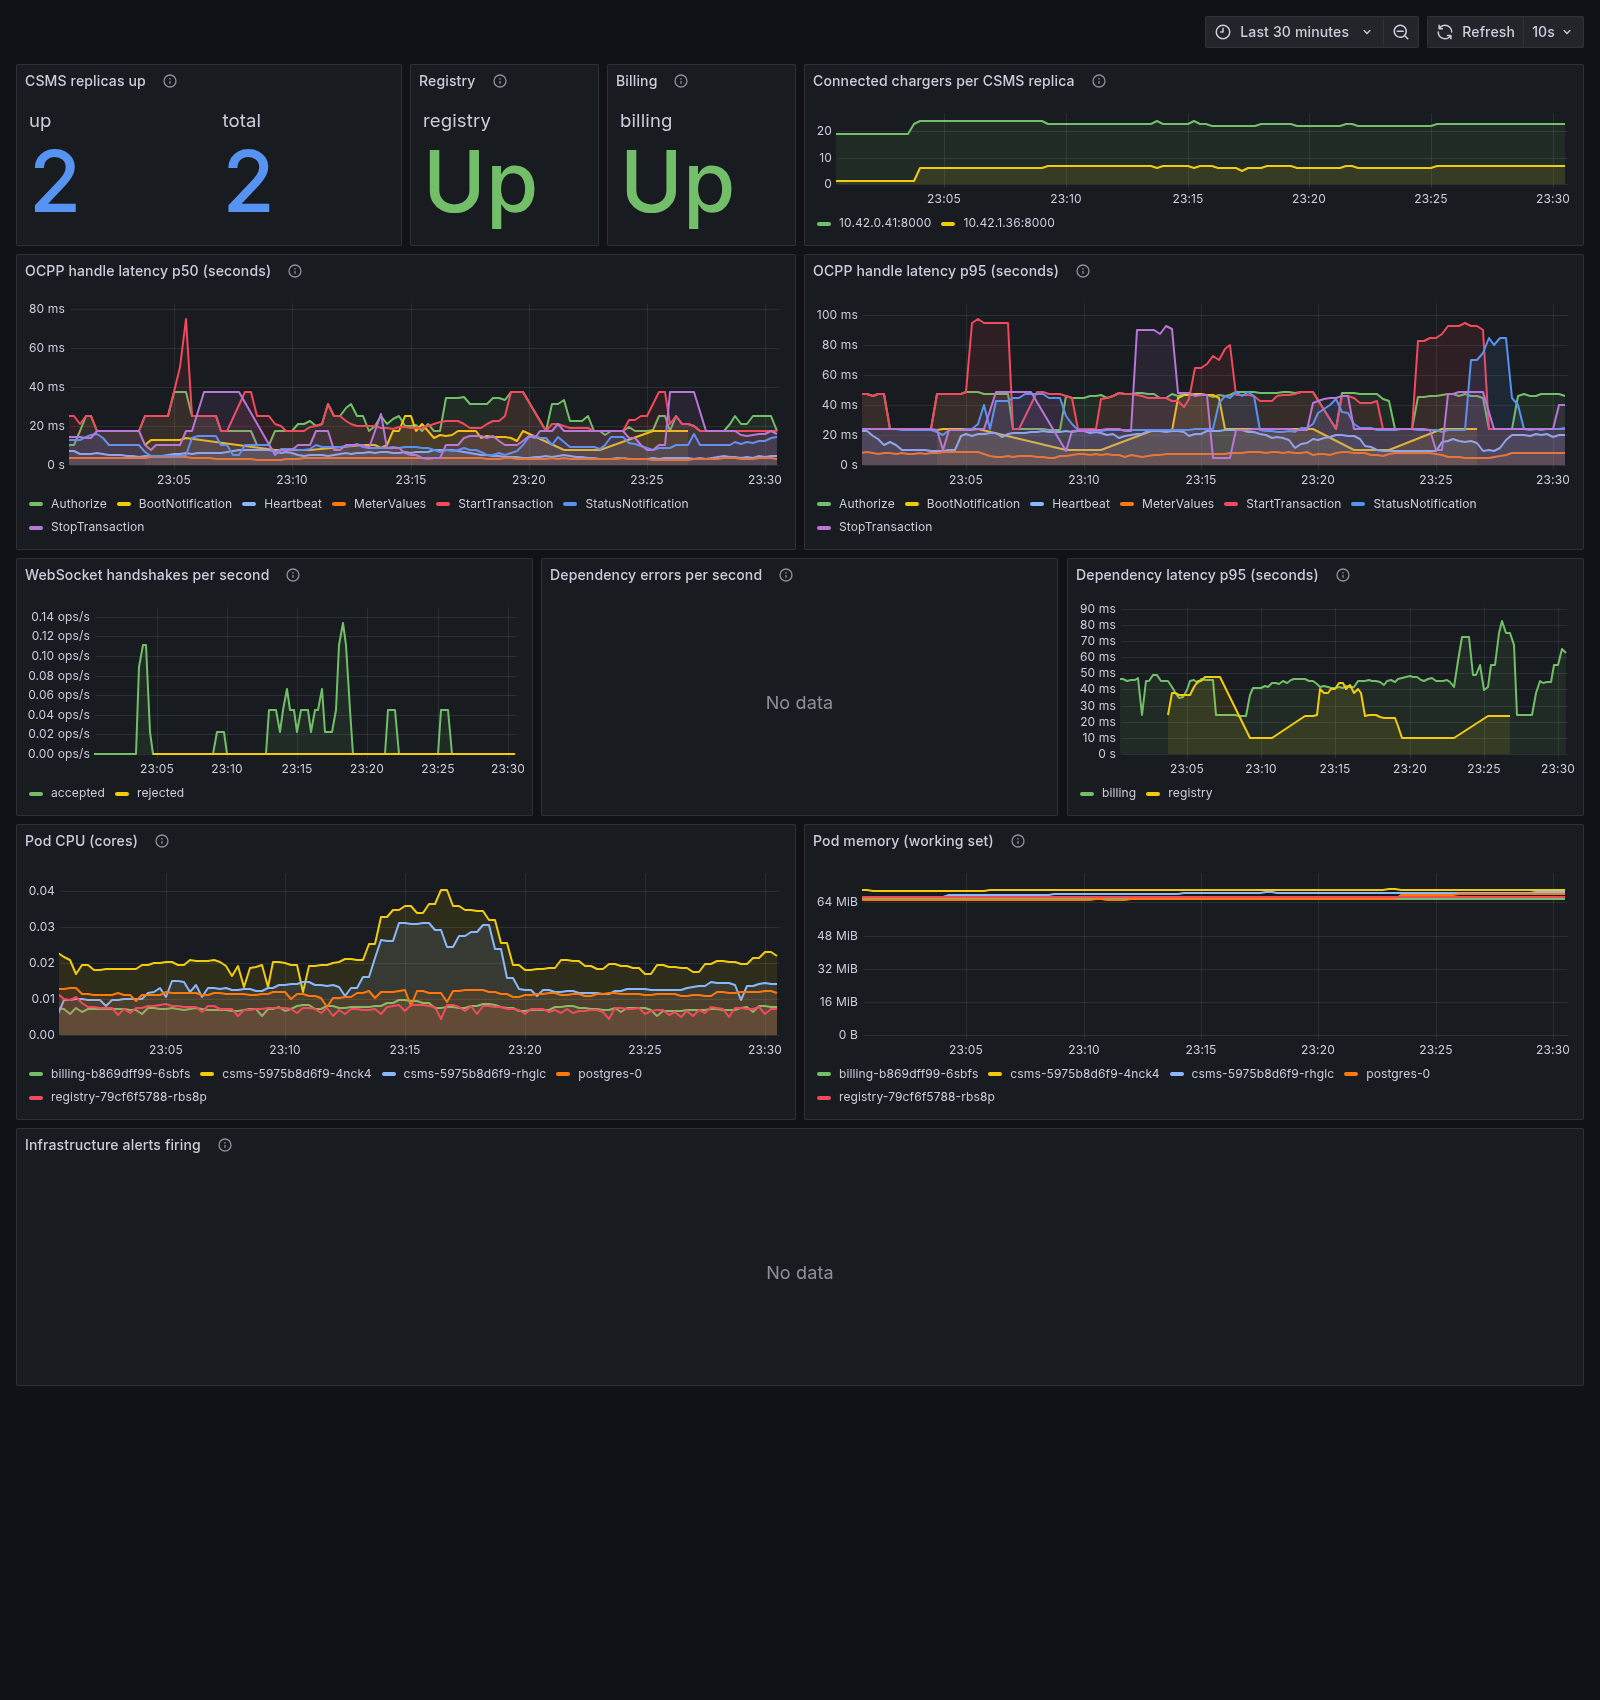 Last 30 minutes
Refresh
10s
CSMS replicas up
up
total
2
2
Registry
registry
Up
Billing
billing
Up
Connected chargers per CSMS replica
20
10
0
23:05 23:10 23:15 23:20 23:25 23:30
10.42.0.41:8000 10.42.1.36:8000
OCPP handle latency p50 (seconds)
80 ms
60 ms
40 ms
20 ms
0 s
23:05 23:10 23:15 23:20 23:25 23:30
Authorize BootNotification Heartbeat MeterValues StartTransaction StatusNotification
StopTransaction
OCPP handle latency p95 (seconds)
100 ms
80 ms
60 ms
40 ms
20 ms
0 s
23:05 23:10 23:15 23:20 23:25 23:30
Authorize BootNotification Heartbeat MeterValues StartTransaction StatusNotification
StopTransaction
WebSocket handshakes per second
0.14 ops/s
0.12 ops/s
0.10 ops/s
0.08 ops/s
0.06 ops/s
0.04 ops/s
0.02 ops/s
0.00 ops/s
23:05 23:10 23:15 23:20 23:25 23:30
accepted rejected
Dependency errors per second
No data
Dependency latency p95 (seconds)
90 ms
80 ms
70 ms
60 ms
50 ms
40 ms
30 ms
20 ms
10 ms
0 s
23:05 23:10 23:15 23:20 23:25 23:30
billing registry
Pod CPU (cores)
0.04
0.03
0.02
0.01
0.00
23:05 23:10 23:15 23:20 23:25 23:30
billing-b869dff99-6sbfs csms-5975b8d6f9-4nck4 csms-5975b8d6f9-rhglc postgres-0
registry-79cf6f5788-rbs8p
Pod memory (working set)
64 MiB
48 MiB
32 MiB
16 MiB
0 B
23:05 23:10 23:15 23:20 23:25 23:30
billing-b869dff99-6sbfs csms-5975b8d6f9-4nck4 csms-5975b8d6f9-rhglc postgres-0
registry-79cf6f5788-rbs8p
Infrastructure alerts firing
No data